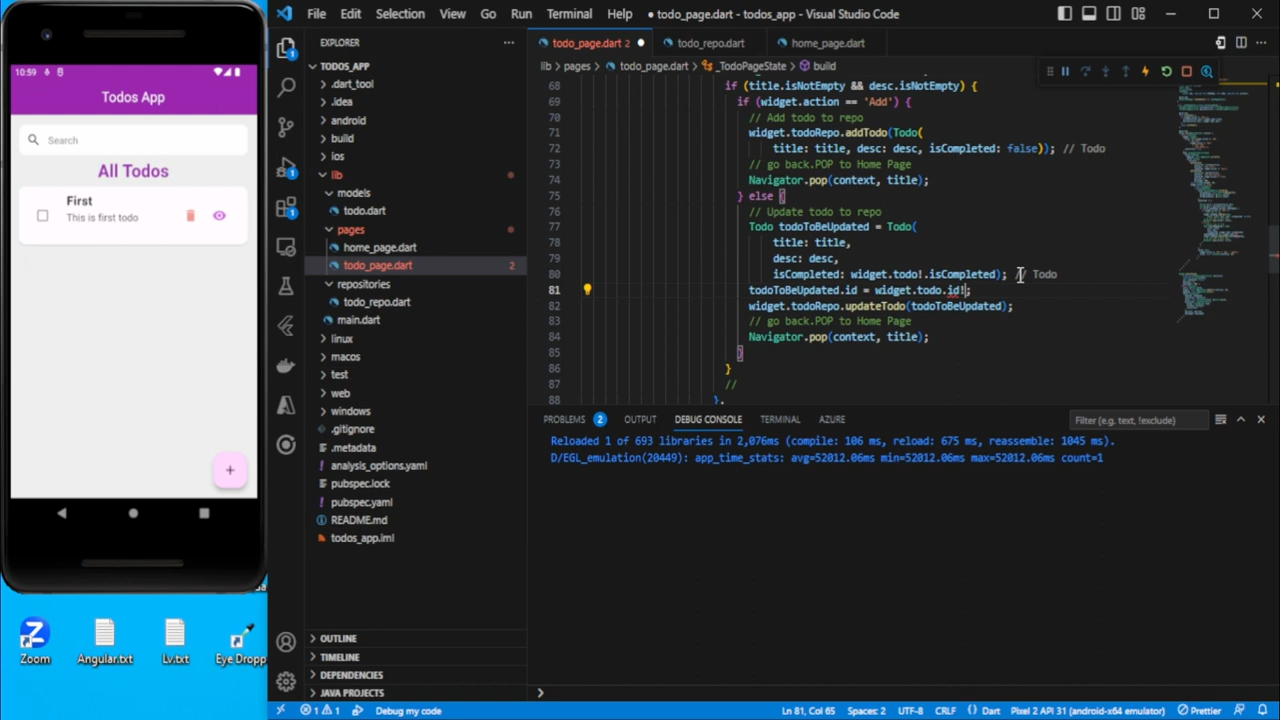 10:59
Todos App
Search
All Todos
First
This is first todo
+
Zoom
Angular.txt
Lv.txt
Eye Dropp
File Edit Selection View Go Run Terminal Help
todo_page.dart - todos_app - Visual Studio Code
EXPLORER
TODOS_APP
.dart_tool
.idea
android
build
ios
lib
models
todo.dart
pages
home_page.dart
todo_page.dart 2
repositories
todo_repo.dart
main.dart
linux
macos
test
web
windows
.gitignore
.metadata
analysis_options.yaml
pubspec.lock
pubspec.yaml
README.md
todos_app.iml
OUTLINE
TIMELINE
DEPENDENCIES
JAVA PROJECTS
todo_page.dart 2
todo_repo.dart
home_page.dart
lib > pages > todo_page.dart > _TodoPageState > build
68 if (title.isNotEmpty && desc.isNotEmpty) {
69 if (widget.action == 'Add') {
70 // Add todo to repo
71 widget.todoRepo.addTodo(Todo(
72 title: title, desc: desc, isCompleted: false)); // Todo
73 // go back.POP to Home Page
74 Navigator.pop(context, title);
75 } else {
76 // Update todo to repo
77 Todo todoToBeUpdated = Todo(
78 title: title,
79 desc: desc,
80 isCompleted: widget.todo!.isCompleted); // Todo
81 todoToBeUpdated.id = widget.todo.id!;
82 widget.todoRepo.updateTodo(todoToBeUpdated);
83 // go back.POP to Home Page
84 Navigator.pop(context, title);
85 }
86 }
87 //
88 },
PROBLEMS 2 OUTPUT DEBUG CONSOLE TERMINAL AZURE
Filter (e.g. text, !exclude)
Reloaded 1 of 693 libraries in 2,076ms (compile: 106 ms, reload: 675 ms, reassemble: 1045 ms).
D/EGL_emulation(20449): app_time_stats: avg=52012.06ms min=52012.06ms max=52012.06ms count=1
1 1 Debug my code
Ln 81, Col 65 Spaces: 2 UTF-8 CRLF {} Dart Pixel 2 API 31 (android-x64 emulator) Prettier